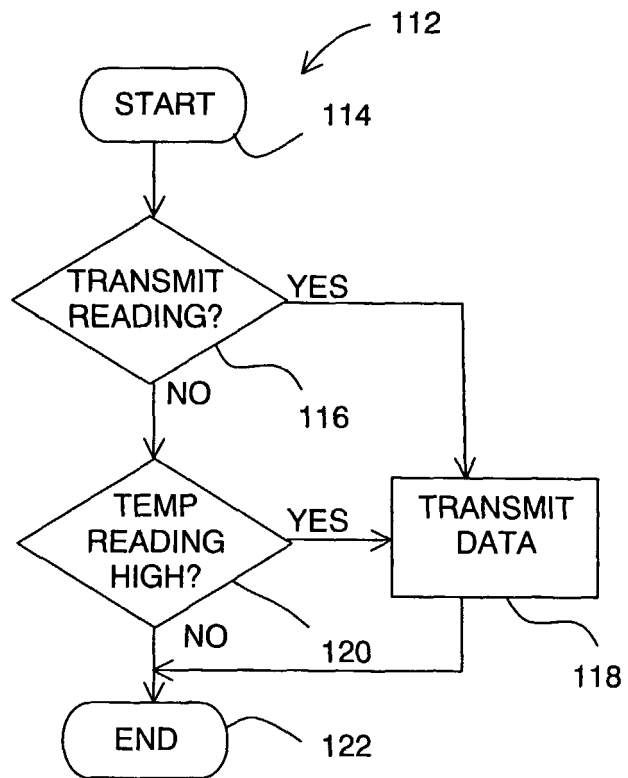 112
START
114
TRANSMIT
READING?
YES
116
NO
TEMP
READING
HIGH?
YES
TRANSMIT
DATA
NO
120
118
END
122